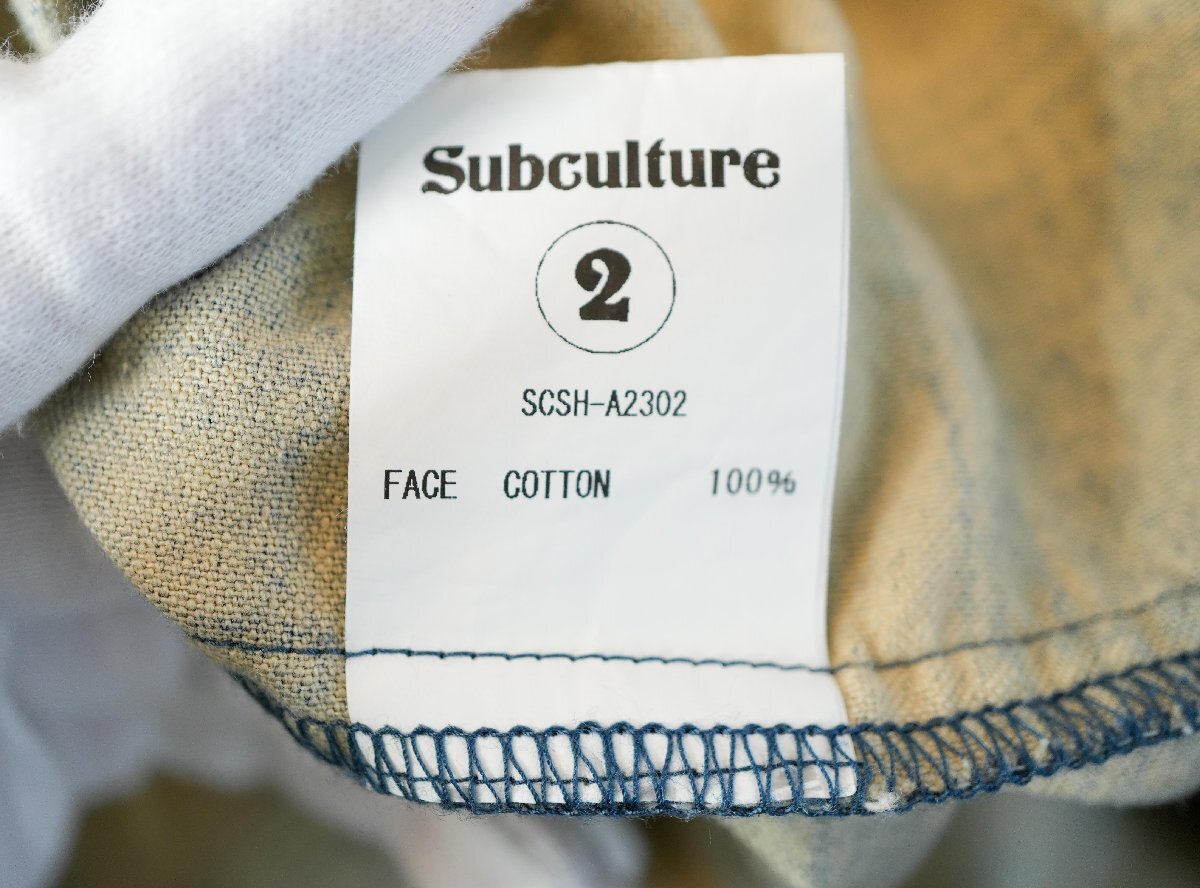 Subculture
2
SCSH-A2302
FACE COTTON 100%